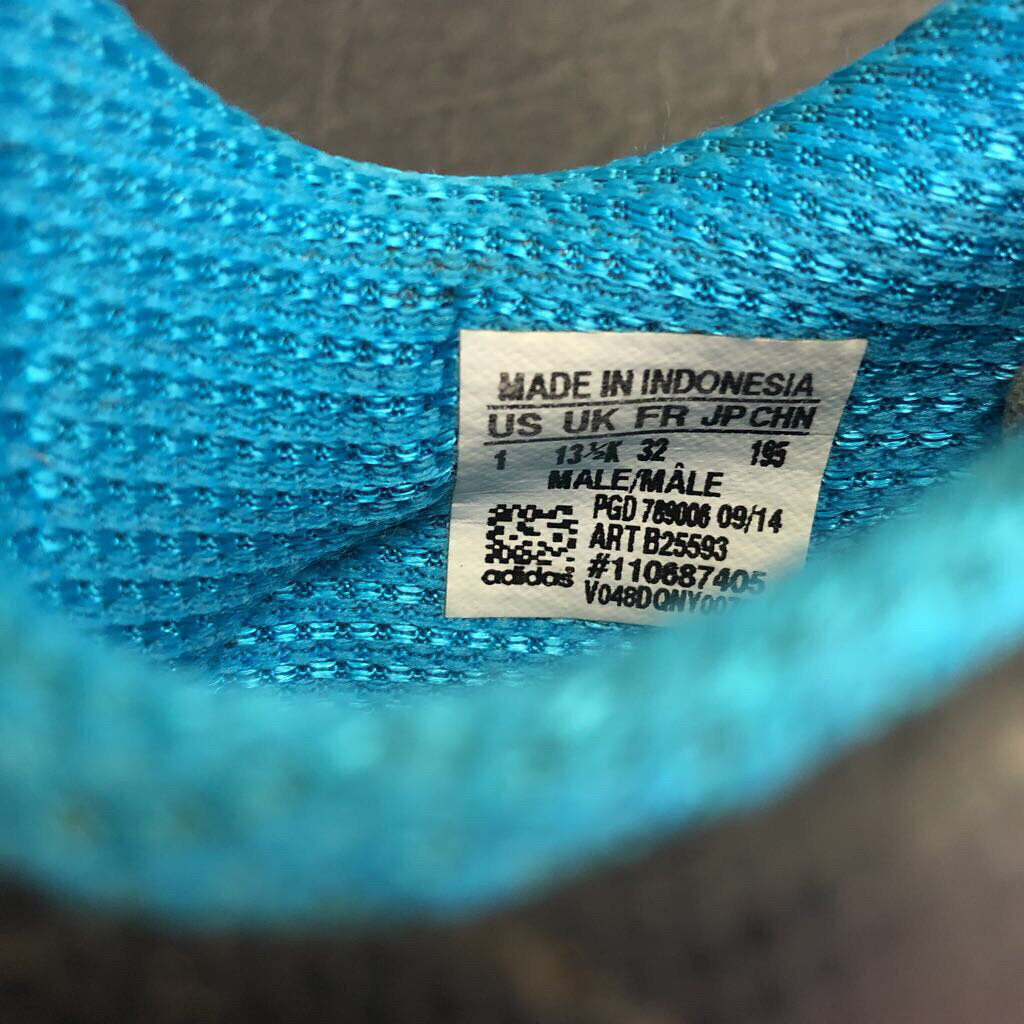 MADE IN INDONESIA
US UK FR JP CHN
1 13½K 32 195
MALE/MÂLE
PGD 789006 09/14
ART B25593
#110687405
adidas